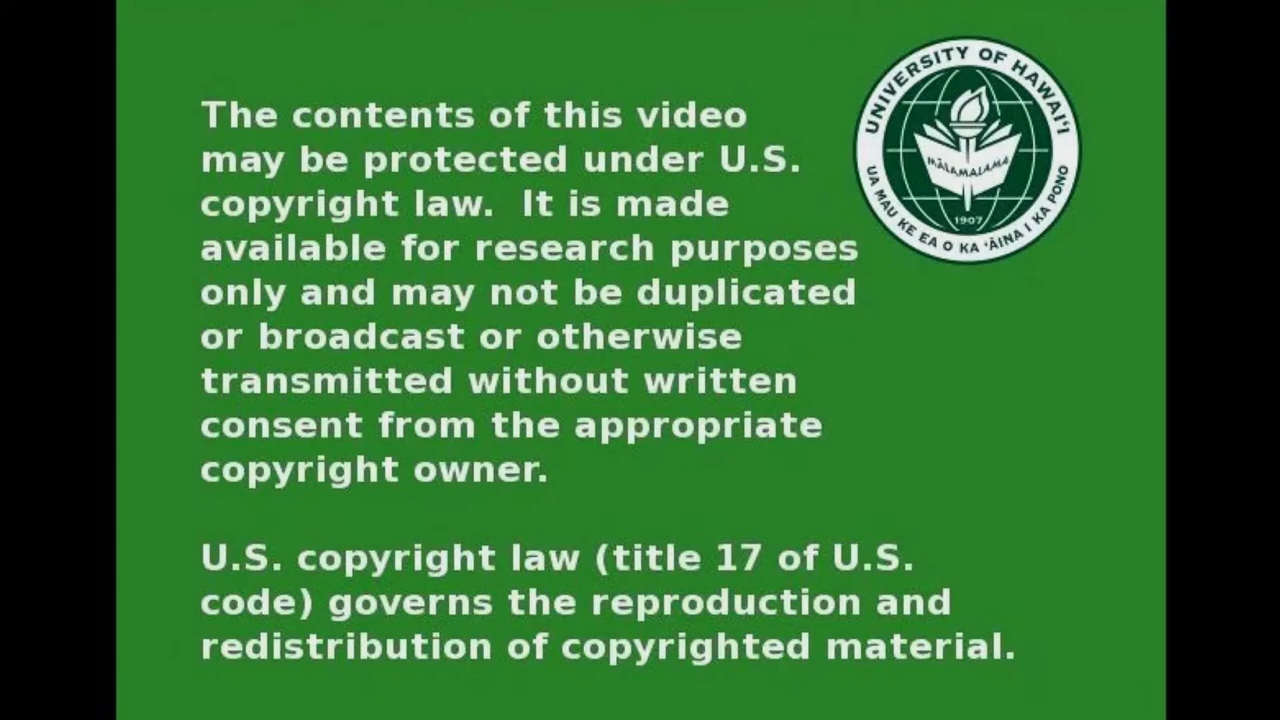 The contents of this video
may be protected under U.S.
copyright law.  It is made
available for research purposes
only and may not be duplicated
or broadcast or otherwise
transmitted without written
consent from the appropriate
copyright owner.
U.S. copyright law (title 17 of U.S.
code) governs the reproduction and
redistribution of copyrighted material.
UNIVERSITY OF HAWAIʻI
MĀLAMALAMA
1907
UA MAU KE EA O KA ʻĀINA I KA PONO